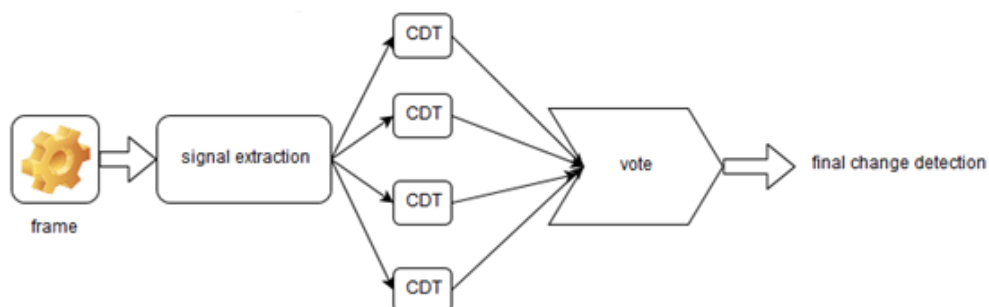 frame
signal extraction
CDT
CDT
CDT
CDT
vote
final change detection